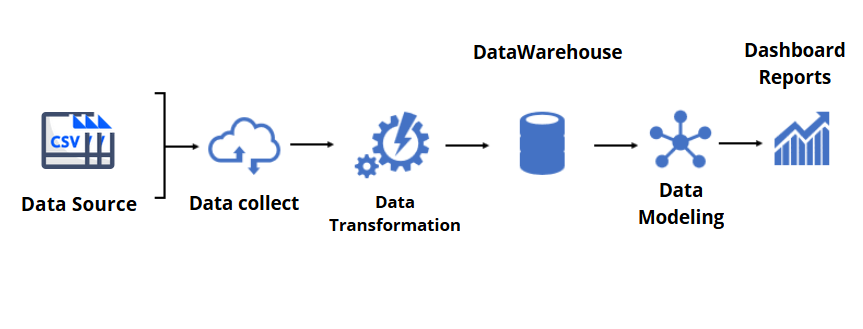 DataWarehouse
Dashboard
Reports
CSV
Data Source
Data collect
Data
Transformation
Data
Modeling